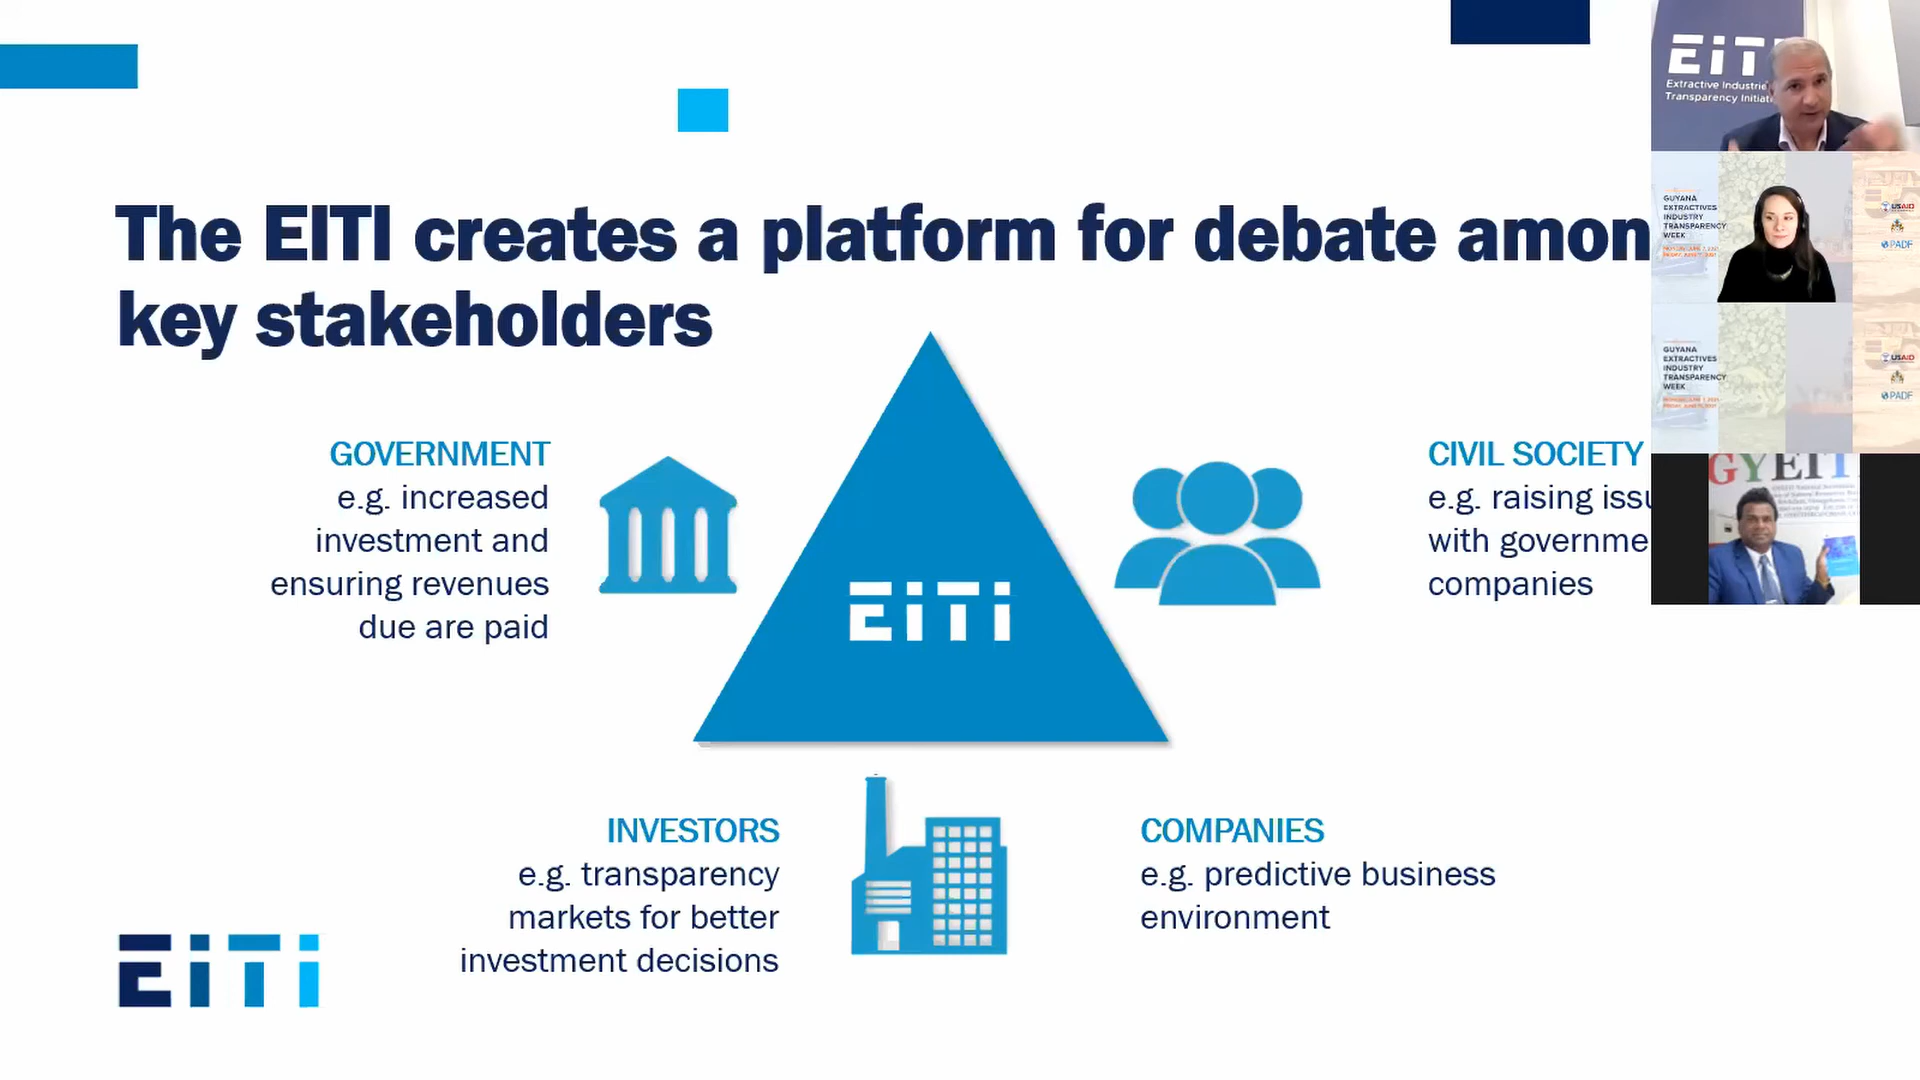 The EITI creates a platform for debate amon
key stakeholders
GOVERNMENT
e.g. increased
investment and
ensuring revenues
due are paid
CIVIL SOCIETY
e.g. raising issu
with governme
companies
EITI
INVESTORS
e.g. transparency
markets for better
investment decisions
COMPANIES
e.g. predictive business
environment
EITI
EIT
Extractive Industrie
Transparency Initiati
GUYANA
EXTRACTIVES
INDUSTRY
TRANSPARENCY
WEEK
USAID
PADF
GUYANA
EXTRACTIVES
INDUSTRY
TRANSPARENCY
WEEK
USAID
PADF
GYEITI